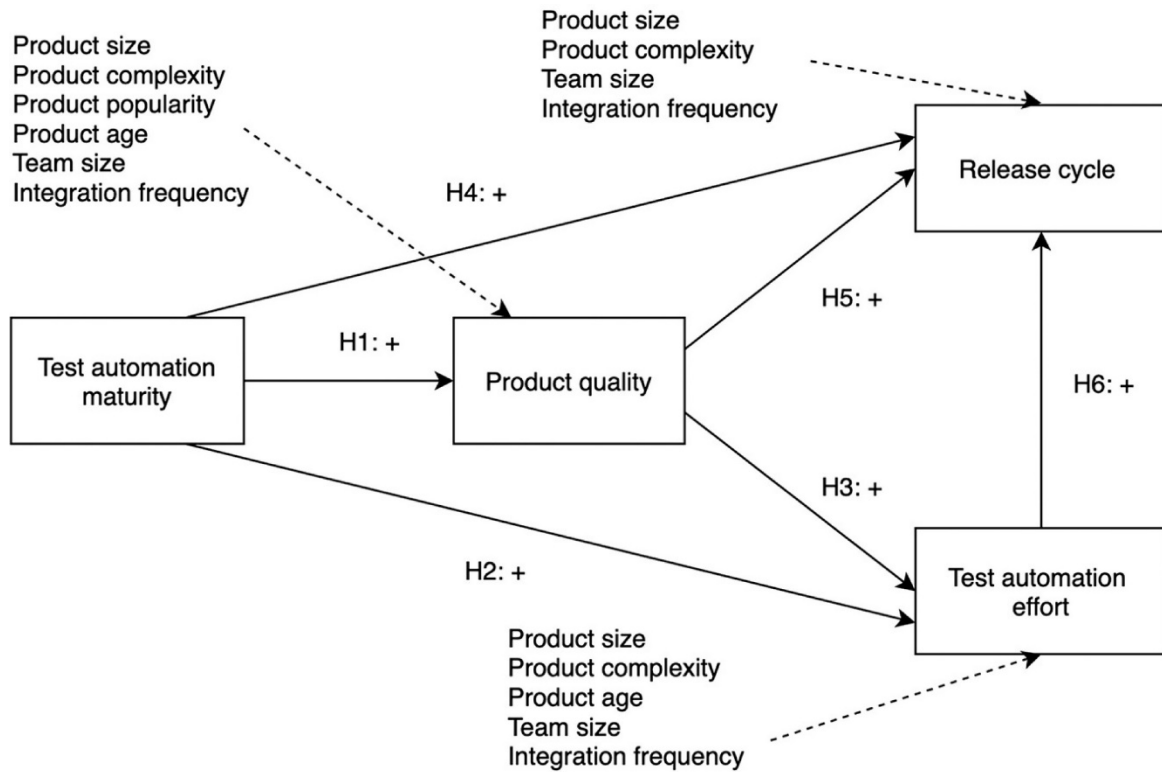 Product size
Product complexity
Product popularity
Product age
Team size
Integration frequency
Product size
Product complexity
Team size
Integration frequency
H4: +
Release cycle
H1: +
H5: +
Test automation
maturity
Product quality
H6: +
H3: +
H2: +
Test automation
effort
Product size
Product complexity
Product age
Team size
Integration frequency